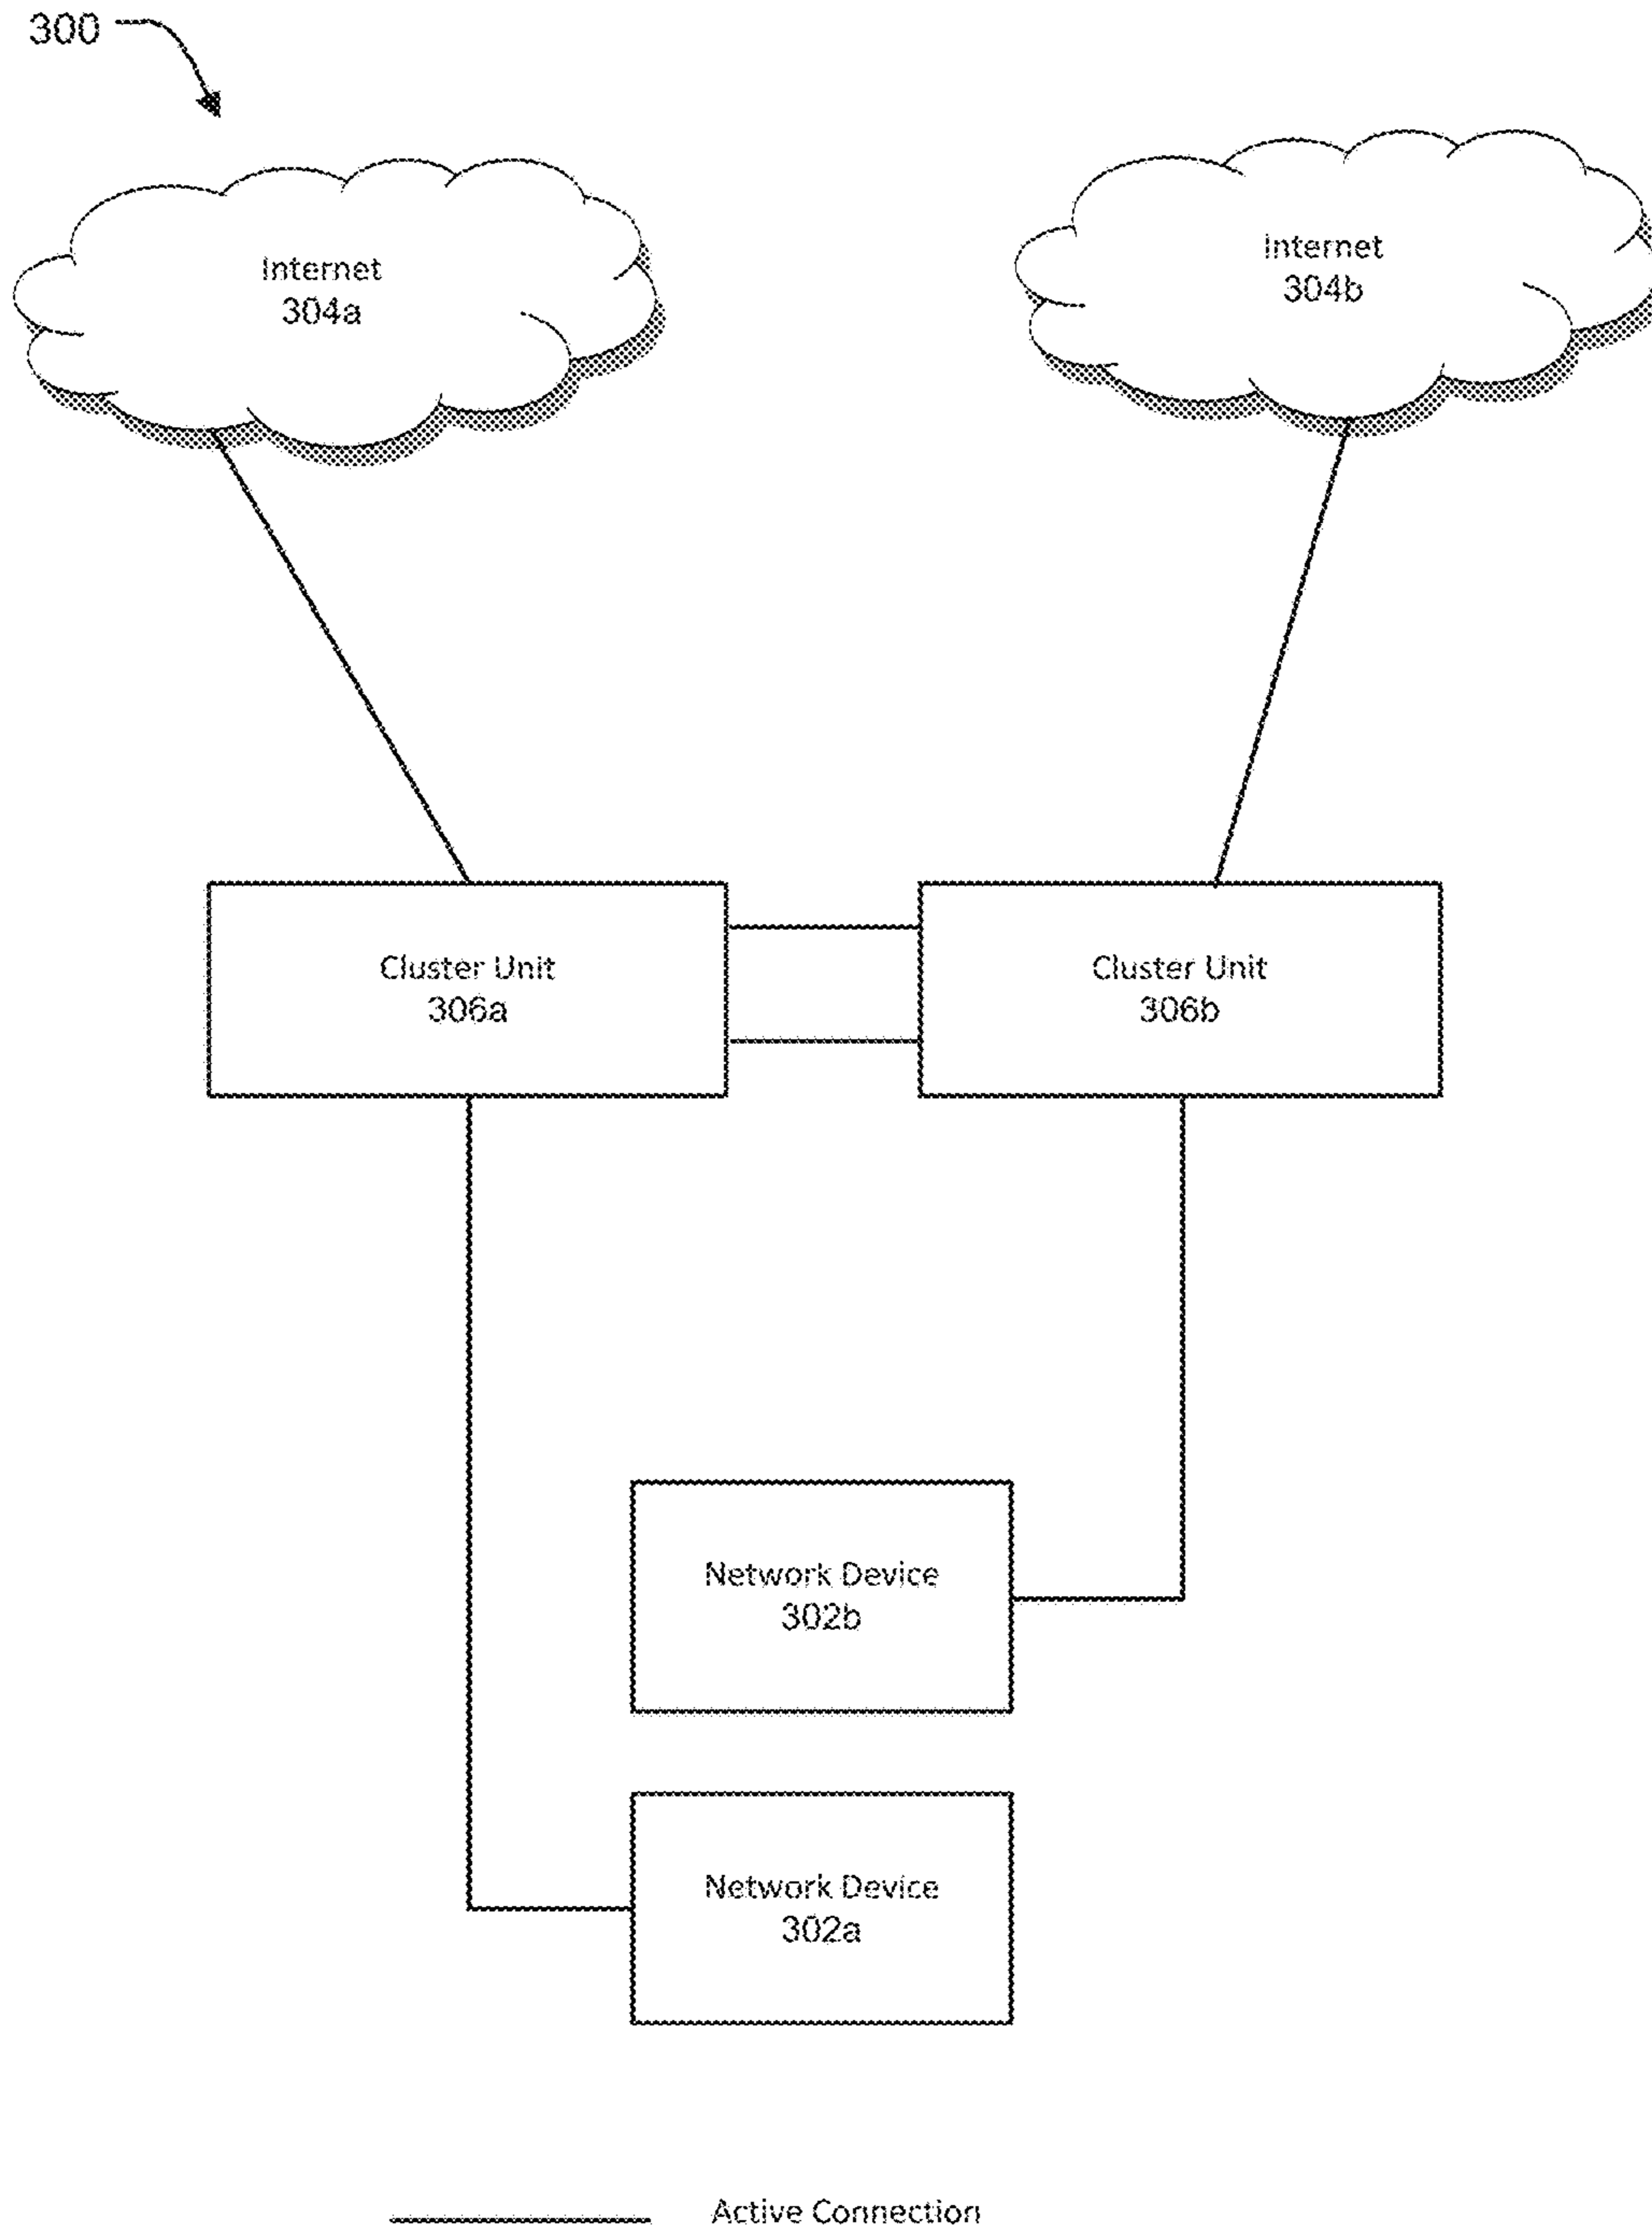 300
Internet
304a
Internet
304b
Cluster Unit
306a
Cluster Unit
306b
Network Device
302b
Network Device
302a
Active Connection